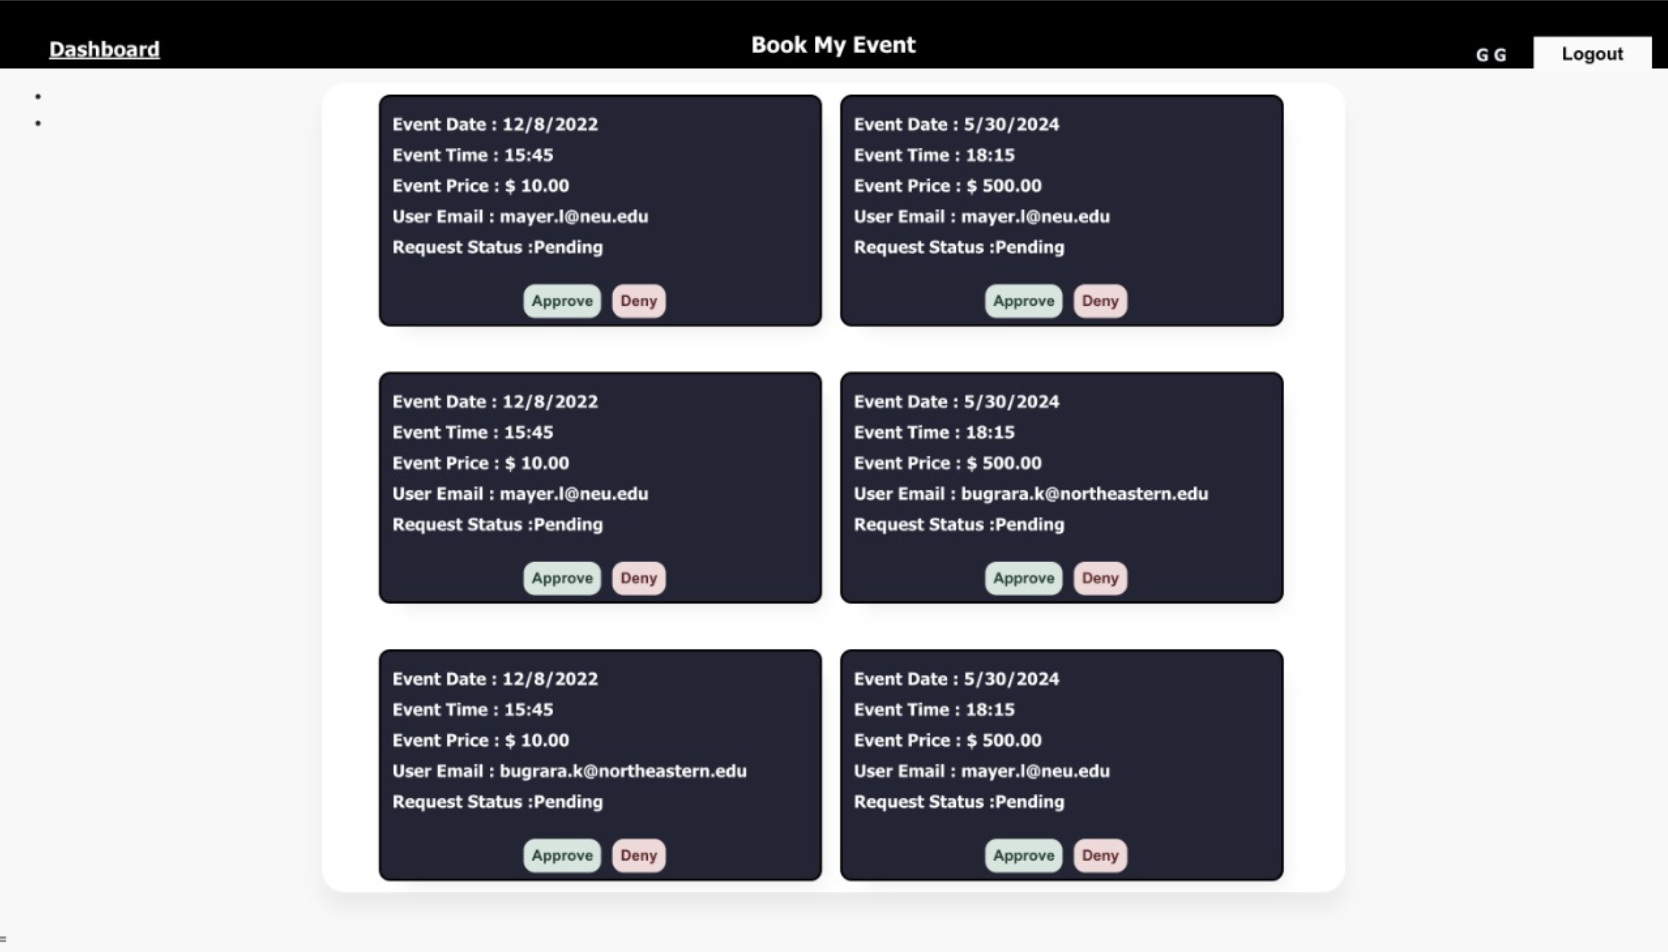 Dashboard
Book My Event
G G
Logout
Event Date : 12/8/2022
Event Time : 15:45
Event Price : $ 10.00
User Email : mayer.l@neu.edu
Request Status :Pending
Approve Deny
Event Date : 5/30/2024
Event Time : 18:15
Event Price : $ 500.00
User Email : mayer.l@neu.edu
Request Status :Pending
Approve Deny
Event Date : 12/8/2022
Event Time : 15:45
Event Price : $ 10.00
User Email : mayer.l@neu.edu
Request Status :Pending
Approve Deny
Event Date : 5/30/2024
Event Time : 18:15
Event Price : $ 500.00
User Email : bugrara.k@northeastern.edu
Request Status :Pending
Approve Deny
Event Date : 12/8/2022
Event Time : 15:45
Event Price : $ 10.00
User Email : bugrara.k@northeastern.edu
Request Status :Pending
Approve Deny
Event Date : 5/30/2024
Event Time : 18:15
Event Price : $ 500.00
User Email : mayer.l@neu.edu
Request Status :Pending
Approve Deny
=